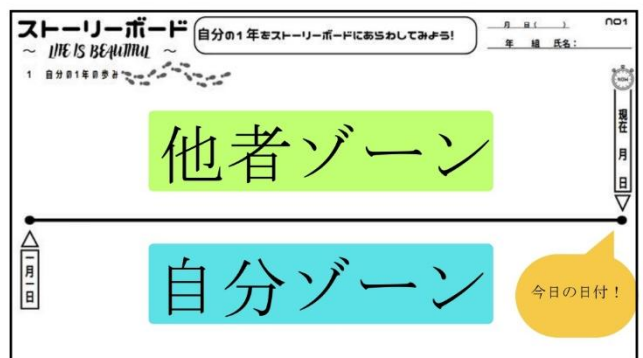 ストーリーボード
～ LIFE IS BEAUTIFUL ～
自分の1年をストーリーボードにあらわしてみよう!
月 日( )
NO1
年 組 氏名:
1 自分の1年の歩み
NOW
他者ゾーン
現在 月 日
一月一日
自分ゾーン
今日の日付!